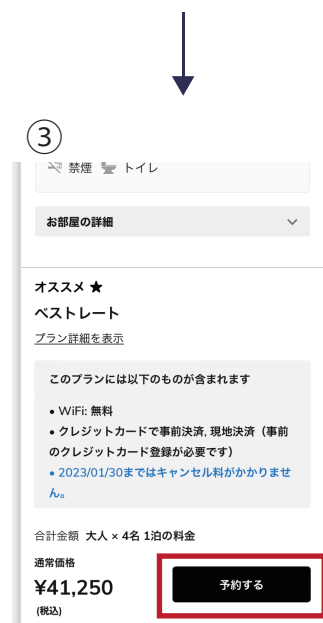 ③
禁煙 トイレ
お部屋の詳細
オススメ ★
ベストレート
プラン詳細を表示
このプランには以下のものが含まれます
• WiFi: 無料
• クレジットカードで事前決済, 現地決済（事前
のクレジットカード登録が必要です）
• 2023/01/30まではキャンセル料がかかりませ
ん。
合計金額 大人 × 4名 1泊の料金
通常価格
¥41,250
(税込)
予約する